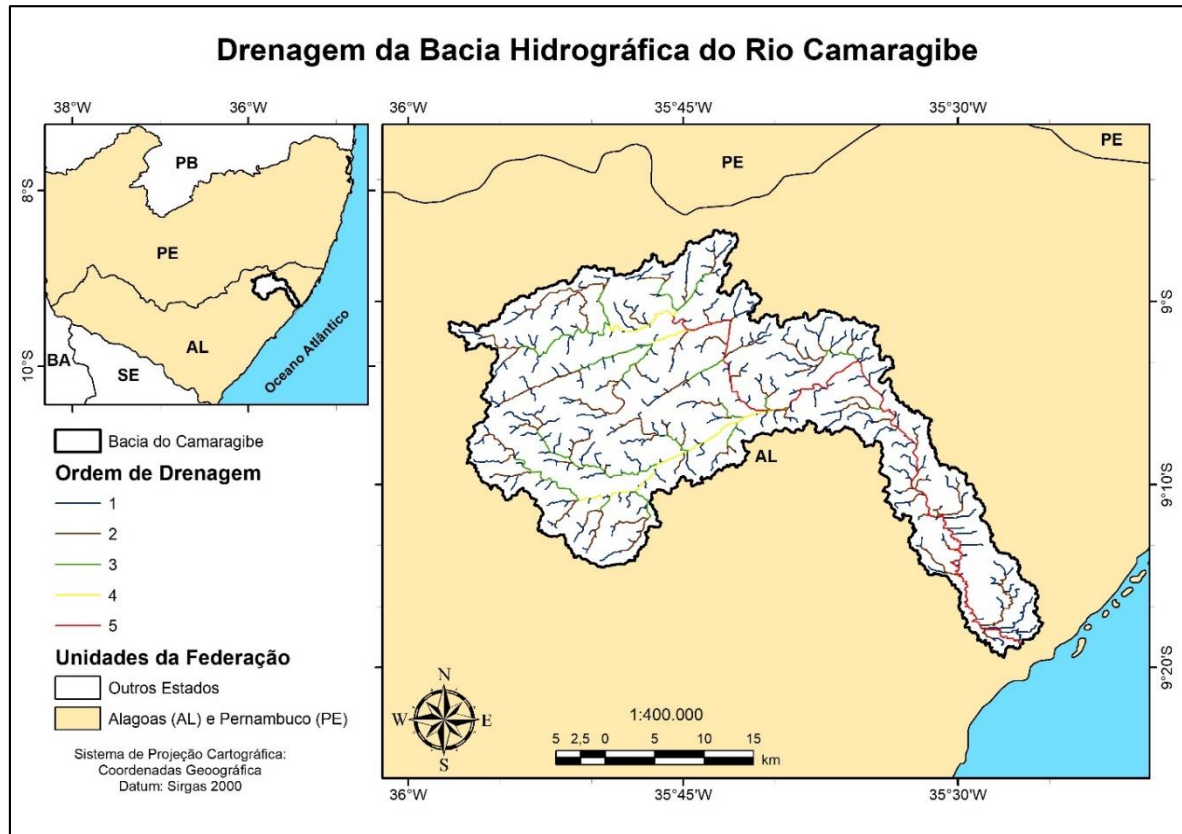 Drenagem da Bacia Hidrográfica do Rio Camaragibe
38°W
36°W
8°S
10°S
PB
PE
AL
BA
SE
Oceano Atlântico
36°W
35°45'W
35°30'W
PE
PE
AL
9°S
9°10'S
9°20'S
36°W
35°45'W
35°30'W
N
W
E
S
1:400.000
5 2,5 0 5 10 15
km
Bacia do Camaragibe
Ordem de Drenagem
1
2
3
4
5
Unidades da Federação
Outros Estados
Alagoas (AL) e Pernambuco (PE)
Sistema de Projeção Cartográfica:
Coordenadas Geográfica
Datum: Sirgas 2000